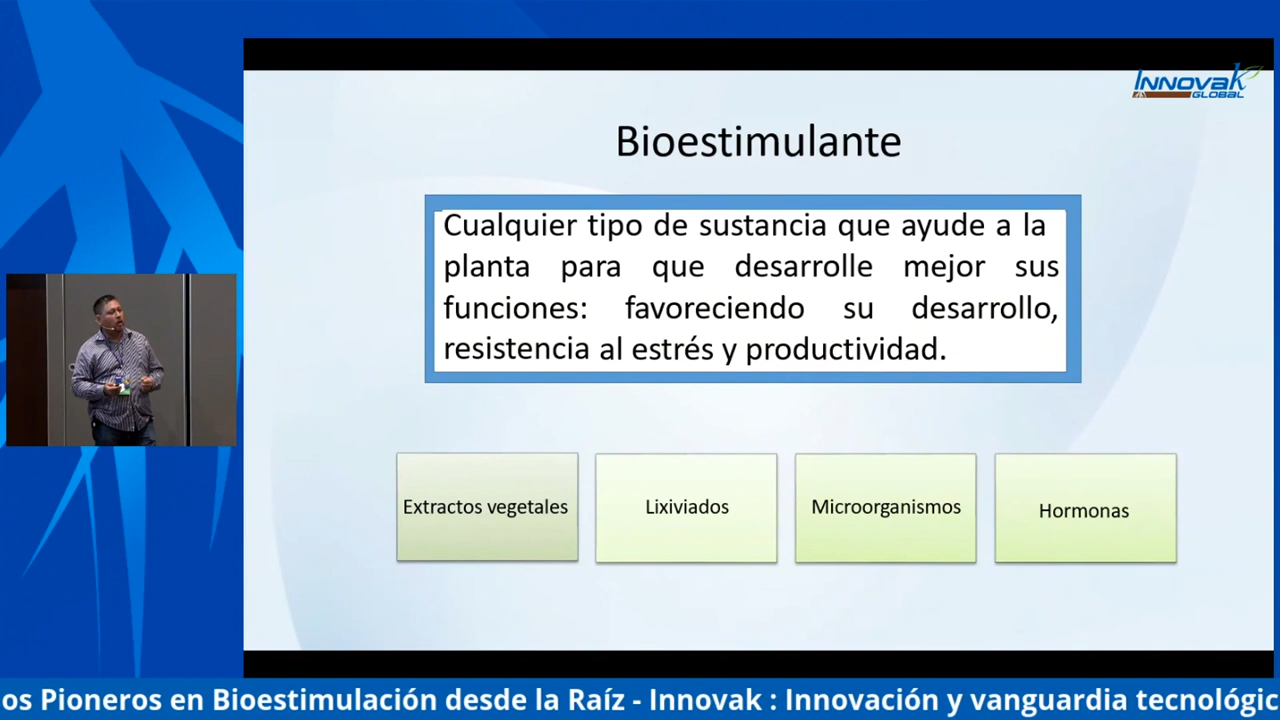 INNOVAK
GLOBAL
Bioestimulante
Cualquier tipo de sustancia que ayude a la
planta para que desarrolle mejor sus
funciones: favoreciendo su desarrollo,
resistencia al estrés y productividad.
Extractos vegetales
Lixiviados
Microorganismos
Hormonas
os Pioneros en Bioestimulación desde la Raíz - Innovak : Innovación y vanguardia tecnológic